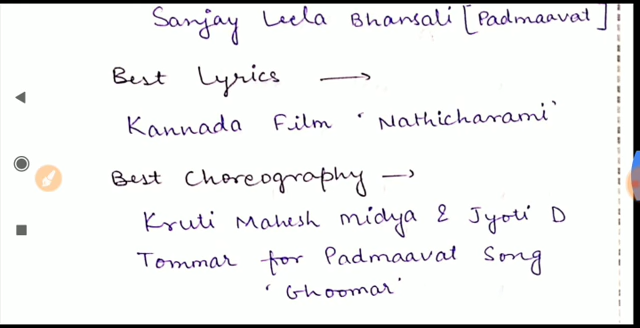 Sanjay Leela Bhansali [Padmaavat]
Best Lyrics →
Kannada Film 'Nathicharami'
Best Choreography →
Kruti Mahesh Midya & Jyoti D
Tommar for Padmaavat Song
'Ghoomar'